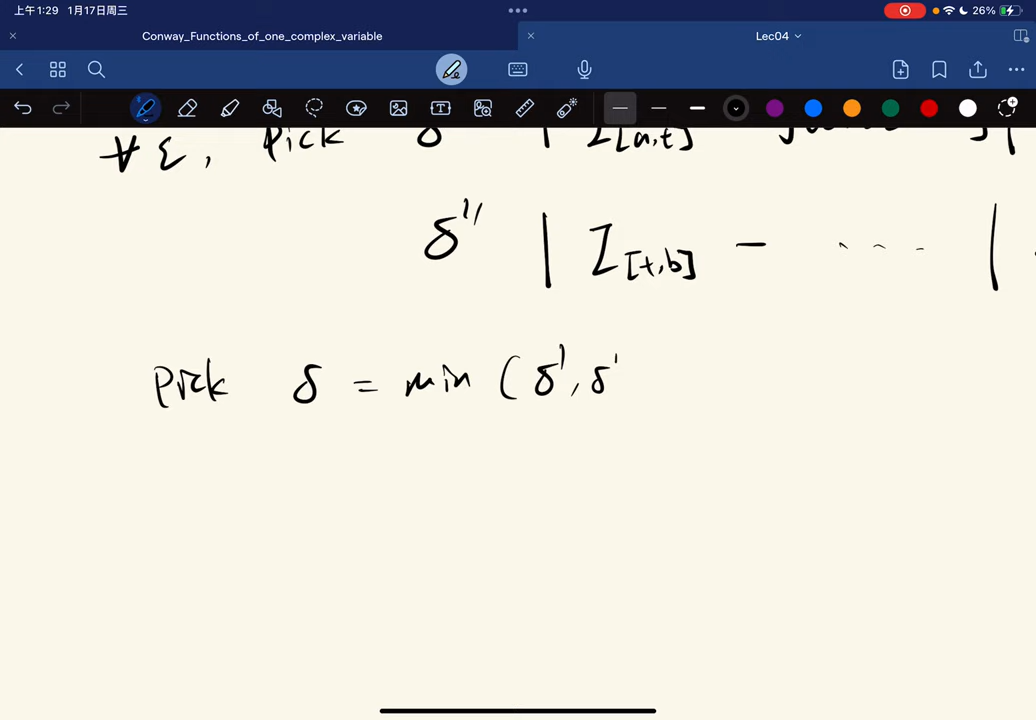 上午1:29 1月17日周三 26%
Conway_Functions_of_one_complex_variable Lec04
∀ ε, pick δ | I[a,t]
δ'' | I[t,b] - ···· |
pick δ = min (δ', δ'